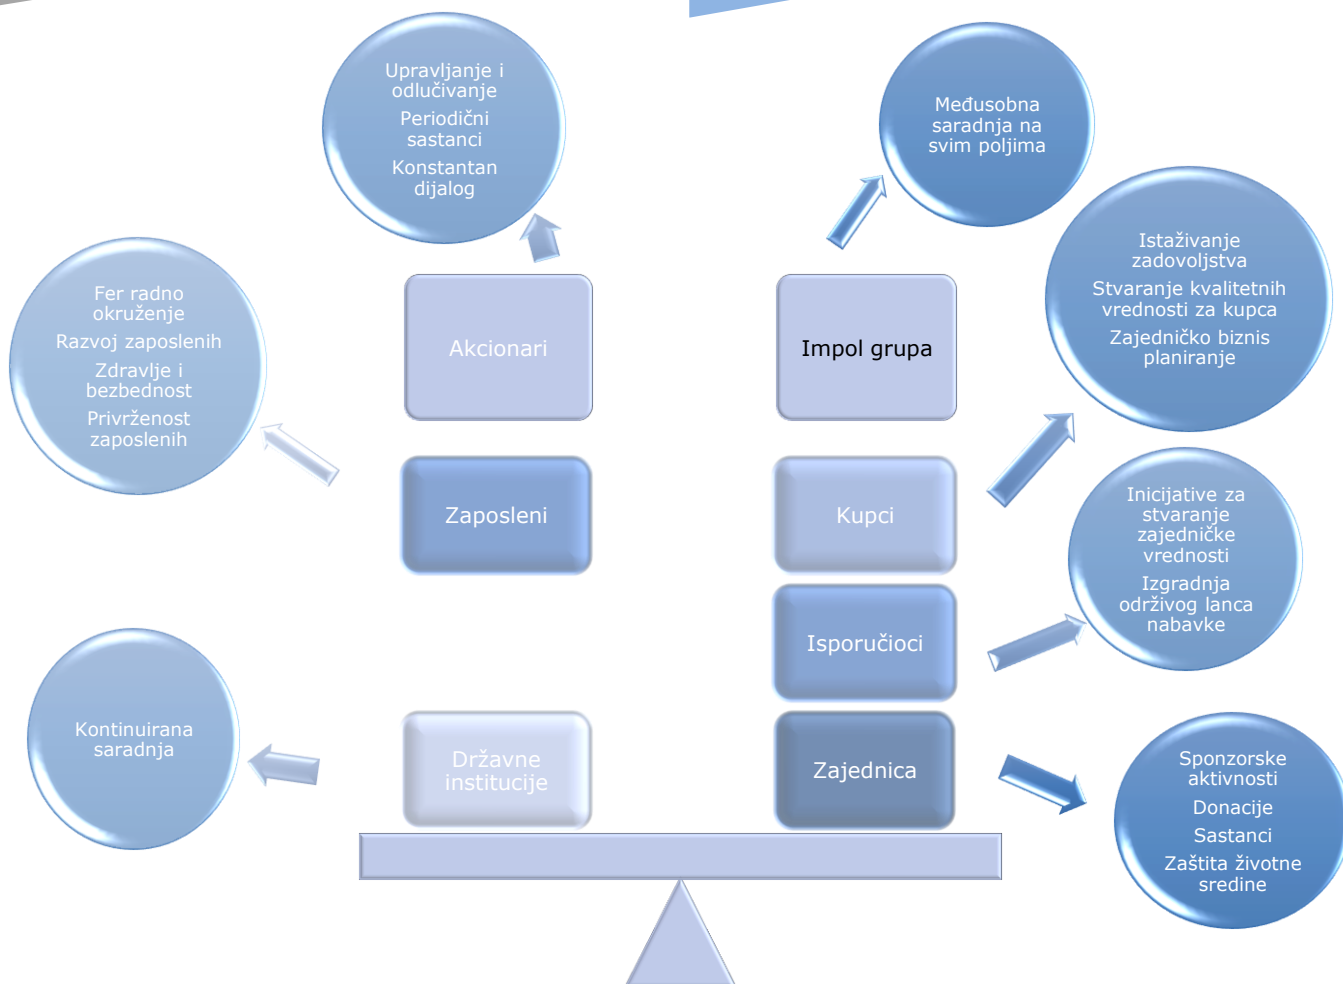 Upravljanje i
odlučivanje
Periodični
sastanci
Konstantan
dijalog
Međusobna
saradnja na
svim poljima
Istaživanje
zadovoljstva
Stvaranje kvalitetnih
vrednosti za kupca
Zajedničko biznis
planiranje
Fer radno
okruženje
Razvoj zaposlenih
Zdravlje i
bezbednost
Privrženost
zaposlenih
Akcionari
Impol grupa
Zaposleni
Kupci
Inicijative za
stvaranje
zajedničke
vrednosti
Izgradnja
održivog lanca
nabavke
Isporučioci
Kontinuirana
saradnja
Državne
institucije
Zajednica
Sponzorske
aktivnosti
Donacije
Sastanci
Zaštita životne
sredine